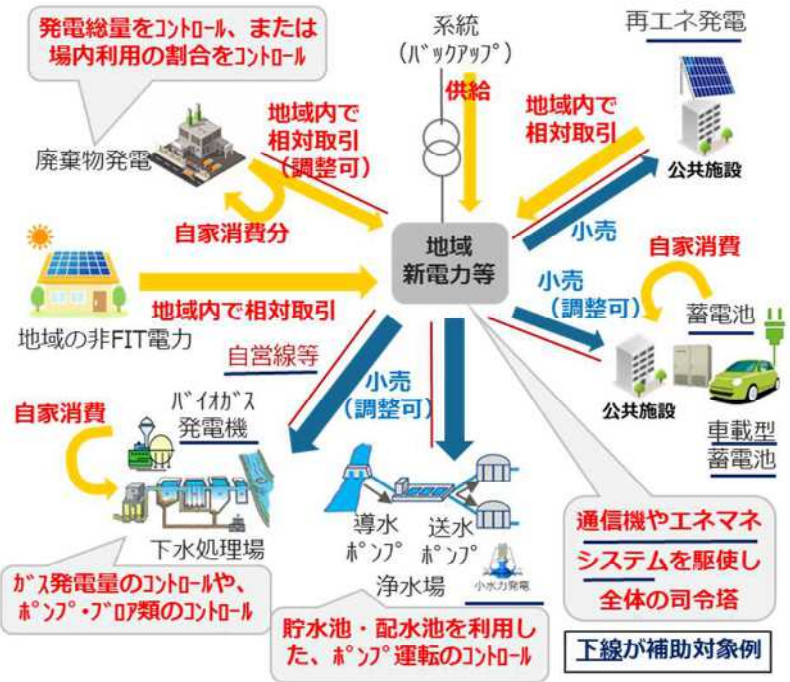 発電総量をｺﾝﾄﾛｰﾙ、または
場内利用の割合をｺﾝﾄﾛｰﾙ
系統
(ﾊﾞｯｸｱｯﾌﾟ)
再エネ発電
供給
地域内で
相対取引
（調整可）
地域内で
相対取引
廃棄物発電
公共施設
自家消費分
小売
地域
新電力等
自家消費
小売
（調整可）
地域内で相対取引
蓄電池
地域の非FIT電力
自営線等
小売
（調整可）
公共施設
車載型
蓄電池
自家消費
ﾊﾞｲｵｶﾞｽ
発電機
導水
ﾎﾟﾝﾌﾟ
送水
ﾎﾟﾝﾌﾟ
下水処理場
浄水場
小水力発電
通信機やエネマネ
システムを駆使し
全体の司令塔
ｶﾞｽ発電量のｺﾝﾄﾛｰﾙや、
ﾎﾟﾝﾌﾟ・ﾌﾞﾛｱ類のｺﾝﾄﾛｰﾙ
貯水池・配水池を利用し
た、ﾎﾟﾝﾌﾟ運転のｺﾝﾄﾛｰﾙ
下線が補助対象例